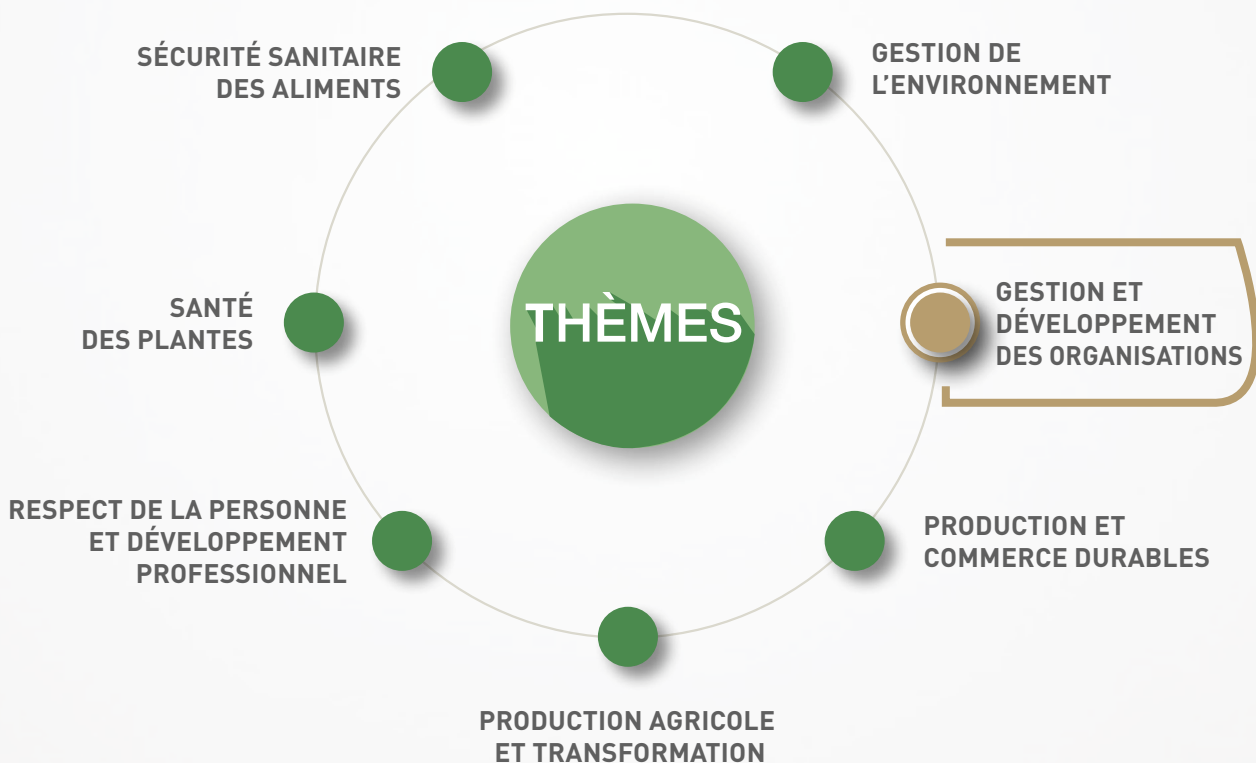 SÉCURITÉ SANITAIRE
DES ALIMENTS
GESTION DE
L'ENVIRONNEMENT
SANTÉ
DES PLANTES
THÈMES
GESTION ET
DÉVELOPPEMENT
DES ORGANISATIONS
RESPECT DE LA PERSONNE
ET DÉVELOPPEMENT
PROFESSIONNEL
PRODUCTION ET
COMMERCE DURABLES
PRODUCTION AGRICOLE
ET TRANSFORMATION